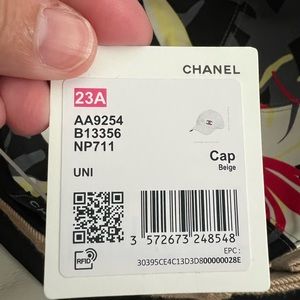 CHANEL
23A
AA9254
B13356
NP711
UNI
Cap
Beige
3 572673 248548
EPC :
30395CE4C13D3D800000028E
RFID